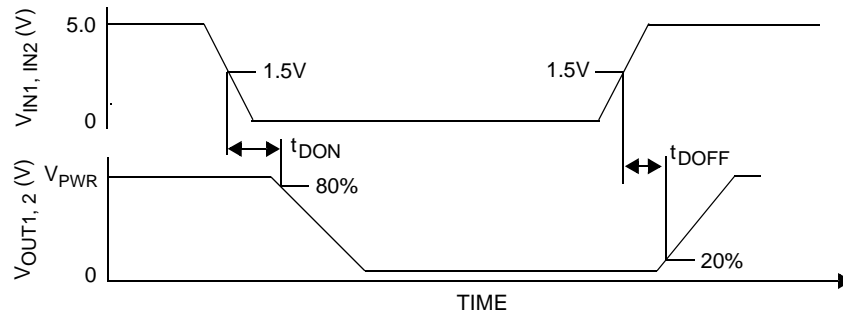 5.0
V_IN1, IN2 (V)
1.5V
1.5V
0
t_DON
t_DOFF
V_PWR
80%
V_OUT1, 2 (V)
20%
0
TIME